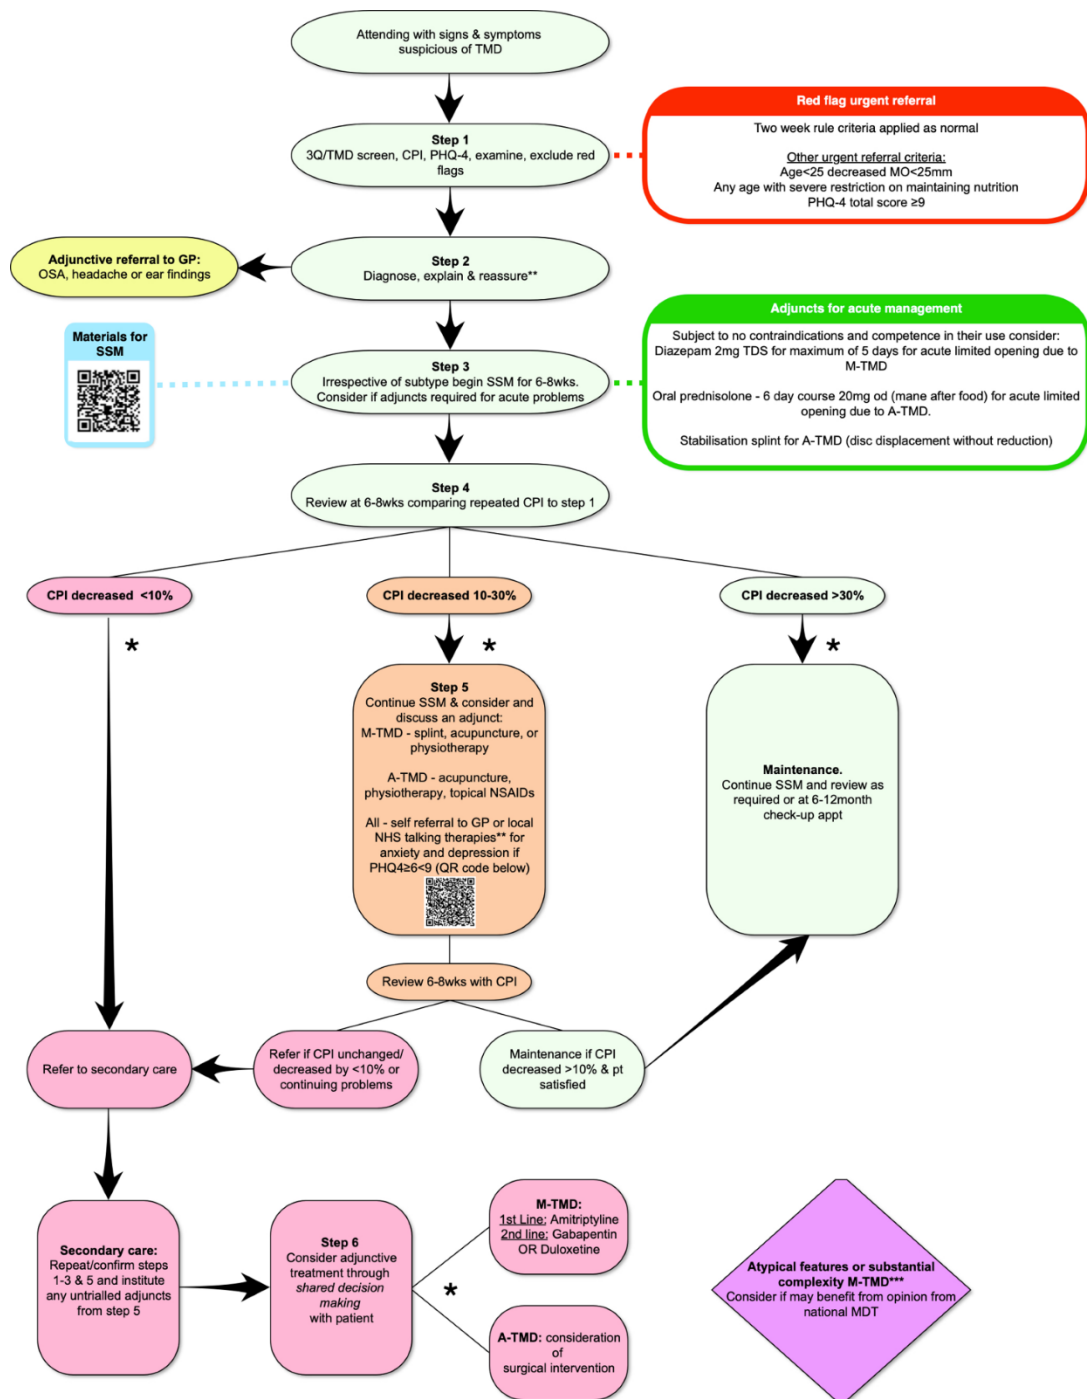 Attending with signs & symptoms
suspicious of TMD
Red flag urgent referral
Two week rule criteria applied as normal
Other urgent referral criteria:
Age<25 decreased MO<25mm
Any age with severe restriction on maintaining nutrition
PHQ-4 total score ≥9
Step 1
3Q/TMD screen, CPI, PHQ-4, examine, exclude red
flags
Adjunctive referral to GP:
OSA, headache or ear findings
Step 2
Diagnose, explain & reassure**
Materials for
SSM
Step 3
Irrespective of subtype begin SSM for 6-8wks.
Consider if adjuncts required for acute problems
Adjuncts for acute management
Subject to no contraindications and competence in their use consider:
Diazepam 2mg TDS for maximum of 5 days for acute limited opening due to
M-TMD
Oral prednisolone - 6 day course 20mg od (mane after food) for acute limited
opening due to A-TMD.
Stabilisation splint for A-TMD (disc displacement without reduction)
Step 4
Review at 6-8wks comparing repeated CPI to step 1
CPI decreased <10%
CPI decreased 10-30%
CPI decreased >30%
*
*
*
Step 5
Continue SSM & consider and
discuss an adjunct:
M-TMD - splint, acupuncture, or
physiotherapy
A-TMD - acupuncture,
physiotherapy, topical NSAIDs
All - self referral to GP or local
NHS talking therapies** for
anxiety and depression if
PHQ4≥6<9 (QR code below)
Maintenance.
Continue SSM and review as
required or at 6-12month
check-up appt
Review 6-8wks with CPI
Refer to secondary care
Refer if CPI unchanged/
decreased by <10% or
continuing problems
Maintenance if CPI
decreased >10% & pt
satisfied
Secondary care:
Repeat/confirm steps
1-3 & 5 and institute
any untrialled adjuncts
from step 5
Step 6
Consider adjunctive
treatment through
shared decision
making
with patient
*
M-TMD:
1st Line: Amitriptyline
2nd line: Gabapentin
OR Duloxetine
A-TMD: consideration
of
surgical intervention
Atypical features or substantial
complexity M-TMD***
Consider if may benefit from opinion from
national MDT